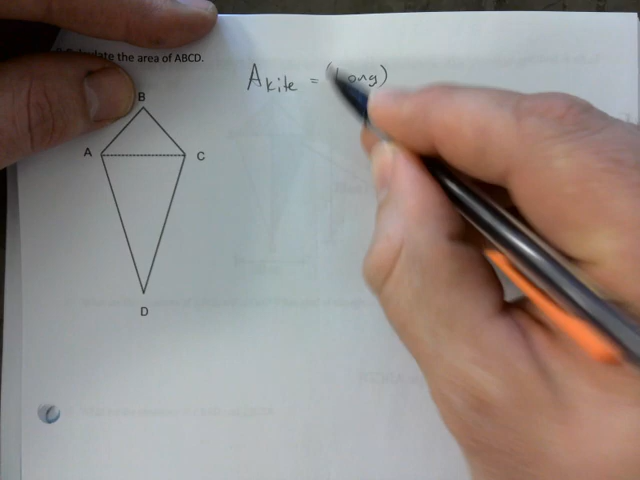 Calculate the area of ABCD.
A kite = (Long)
B
A
C
D